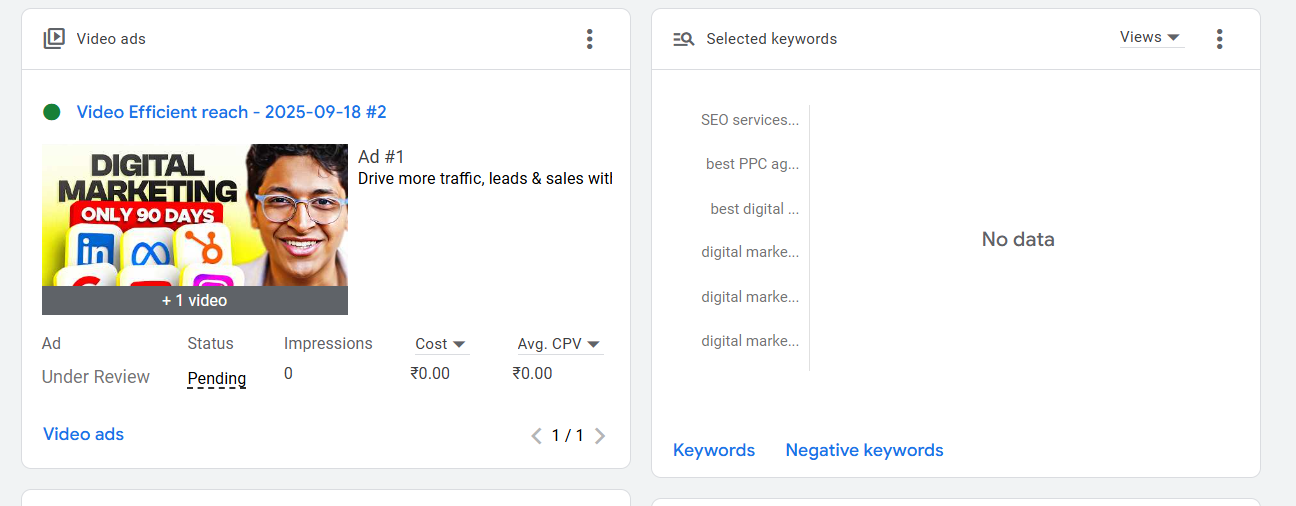 Video ads
Video Efficient reach - 2025-09-18 #2
DIGITAL
MARKETING
ONLY 90 DAYS
in
+ 1 video
Ad #1
Drive more traffic, leads & sales with
Ad Status Impressions Cost Avg. CPV
Under Review Pending 0 ₹0.00 ₹0.00
Video ads
1 / 1
Selected keywords
Views
SEO services...
best PPC ag...
best digital ...
digital marke...
digital marke...
digital marke...
No data
Keywords Negative keywords